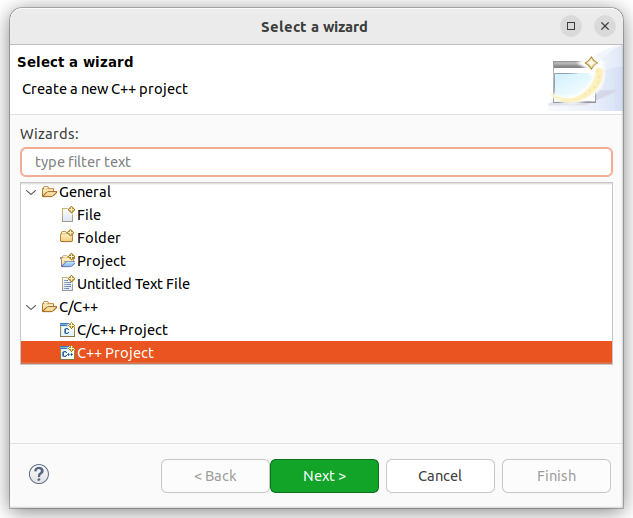 Select a wizard
Select a wizard
Create a new C++ project
Wizards:
type filter text
General
File
Folder
Project
Untitled Text File
C/C++
C/C++ Project
C++ Project
? < Back Next > Cancel Finish